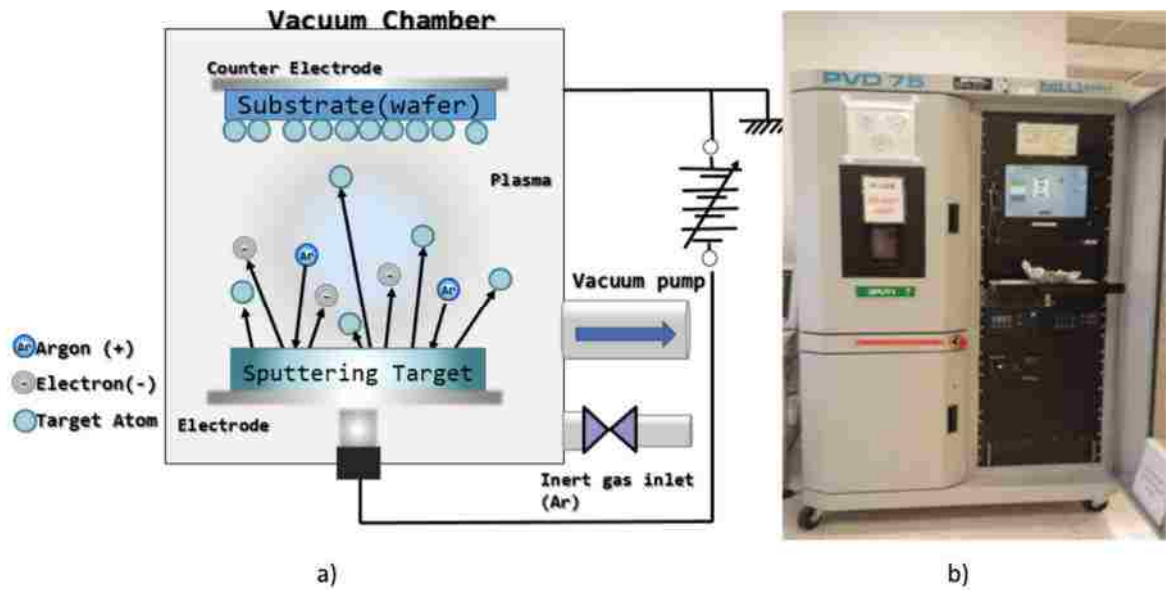 Vacuum Chamber
Counter Electrode
Substrate(wafer)
Plasma
Ar
Ar
Vacuum pump
Ar Argon (+)
- Electron(-)
Target Atom
Sputtering Target
Electrode
Inert gas inlet
(Ar)
PVD 75
a)
b)